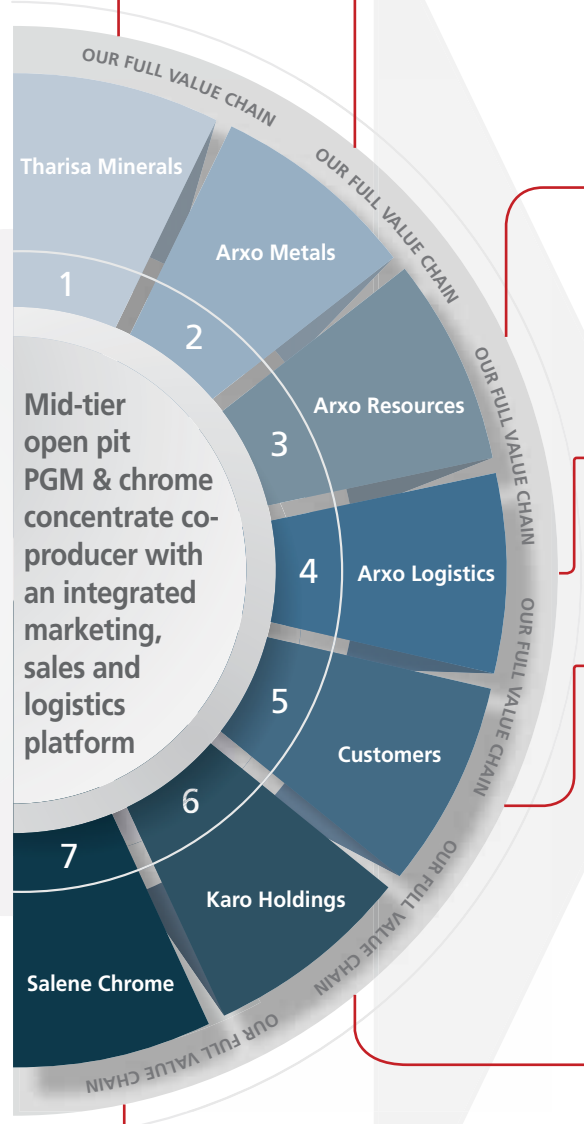 OUR FULL VALUE CHAIN
OUR FULL VALUE CHAIN
OUR FULL VALUE CHAIN
OUR FULL VALUE CHAIN
OUR FULL VALUE CHAIN
OUR FULL VALUE CHAIN
Tharisa Minerals
1
Arxo Metals
2
Arxo Resources
3
Arxo Logistics
4
Customers
5
Karo Holdings
6
Salene Chrome
7
Mid-tier
open pit
PGM & chrome
concentrate co-
producer with
an integrated
marketing,
sales and
logistics
platform